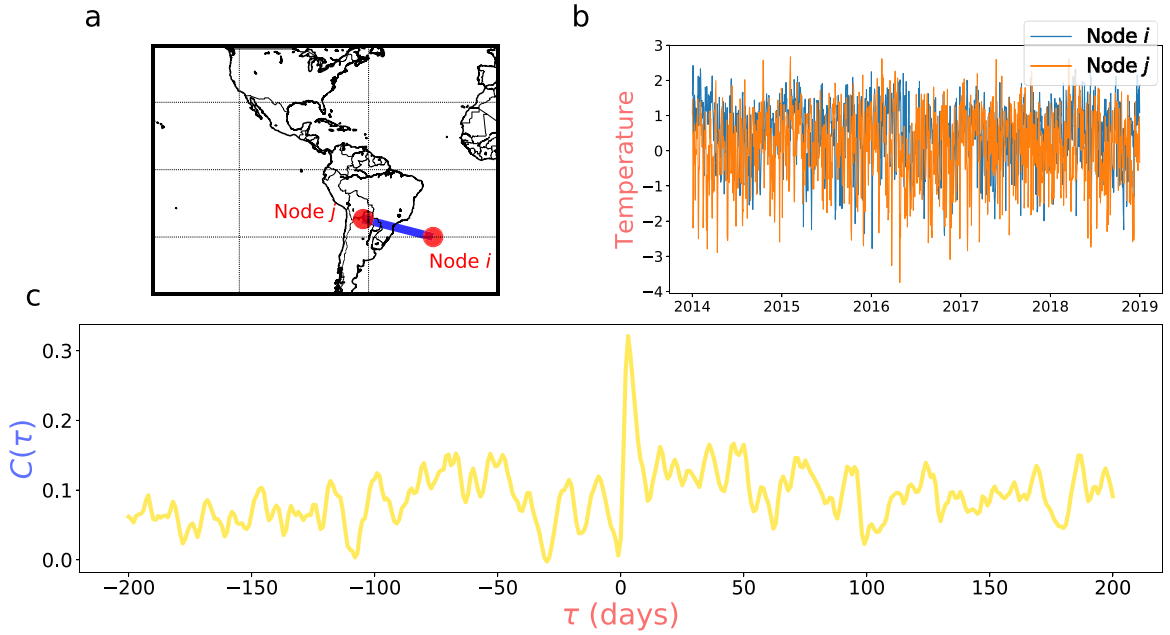 a
Node j
Node i
b
Node i
Node j
Temperature
3
2
1
0
−1
−2
−3
−4
2014 2015 2016 2017 2018 2019
c
C(τ)
0.3
0.2
0.1
0.0
−200 −150 −100 −50 0 50 100 150 200
τ (days)